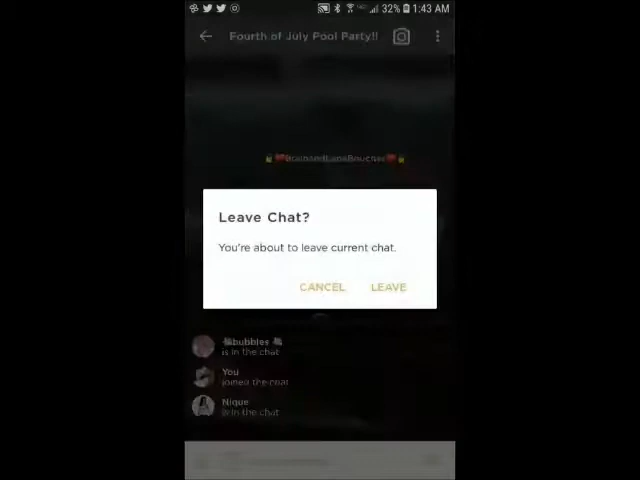 32% 1:43 AM
Fourth of July Pool Party!!
Leave Chat?
You're about to leave current chat.
CANCEL LEAVE
bubbles
is in the chat
You
joined the chat
Nique
is in the chat